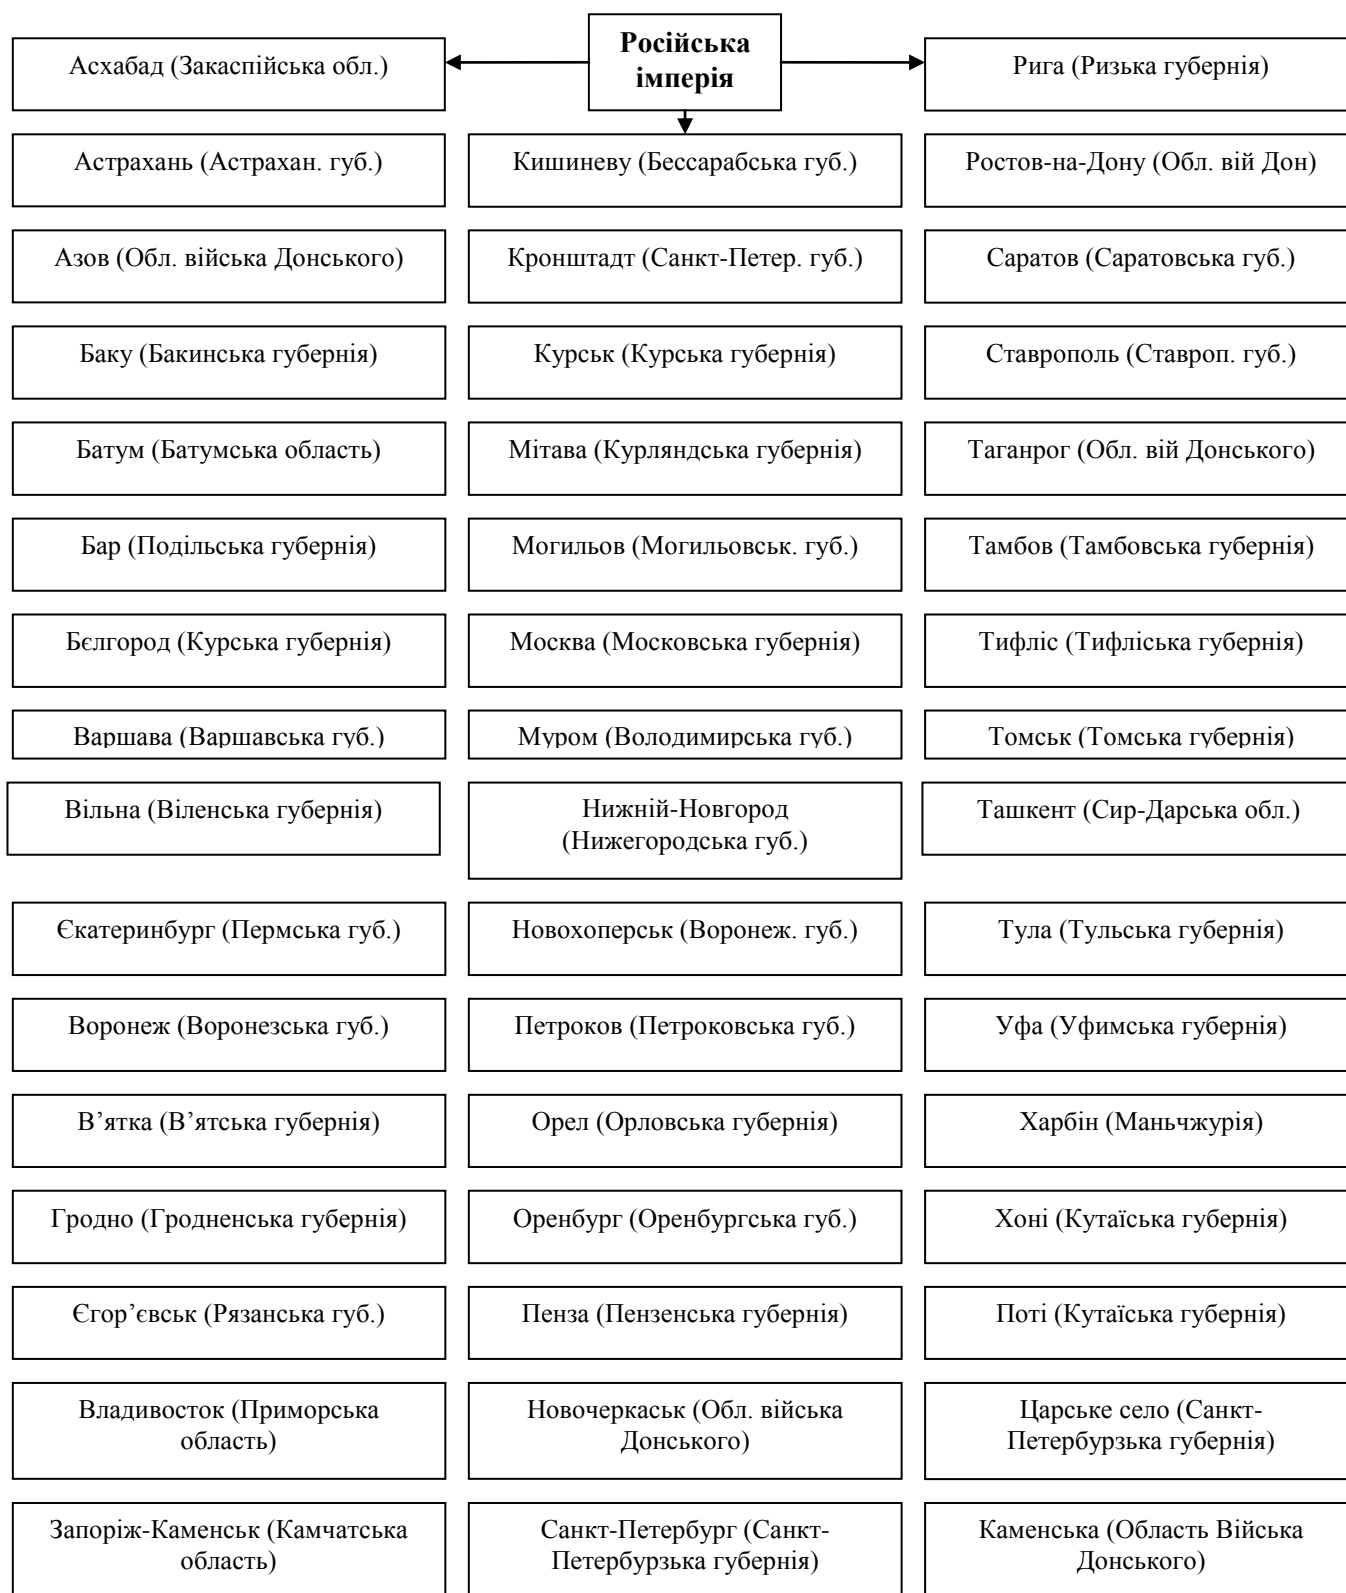 Російська
імперія
Асхабад (Закаспійська обл.)
Рига (Ризька губернія)
Астрахань (Астрахан. губ.)
Кишиневу (Бессарабська губ.)
Ростов-на-Дону (Обл. вій Дон)
Азов (Обл. війська Донського)
Кронштадт (Санкт-Петер. губ.)
Саратов (Саратовська губ.)
Баку (Бакинська губернія)
Курськ (Курська губернія)
Ставрополь (Ставроп. губ.)
Батум (Батумська область)
Мітава (Курляндська губернія)
Таганрог (Обл. вій Донського)
Бар (Подільська губернія)
Могильов (Могильовськ. губ.)
Тамбов (Тамбовська губернія)
Бєлгород (Курська губернія)
Москва (Московська губернія)
Тифліс (Тифліська губернія)
Варшава (Варшавська губ.)
Муром (Володимирська губ.)
Томськ (Томська губернія)
Вільна (Віленська губернія)
Нижній-Новгород
(Нижегородська губ.)
Ташкент (Сир-Дарська обл.)
Єкатеринбург (Пермська губ.)
Новохоперськ (Воронеж. губ.)
Тула (Тульська губернія)
Воронеж (Воронезська губ.)
Петроков (Петроковська губ.)
Уфа (Уфимська губернія)
В’ятка (В’ятська губернія)
Орел (Орловська губернія)
Харбін (Маньчжурія)
Гродно (Гродненська губернія)
Оренбург (Оренбургська губ.)
Хоні (Кутаїська губернія)
Єгор’євськ (Рязанська губ.)
Пенза (Пензенська губернія)
Поті (Кутаїська губернія)
Владивосток (Приморська
область)
Новочеркаськ (Обл. війська
Донського)
Царське село (Санкт-
Петербурзька губернія)
Запоріж-Каменськ (Камчатська
область)
Санкт-Петербург (Санкт-
Петербурзька губернія)
Каменська (Область Війська
Донського)